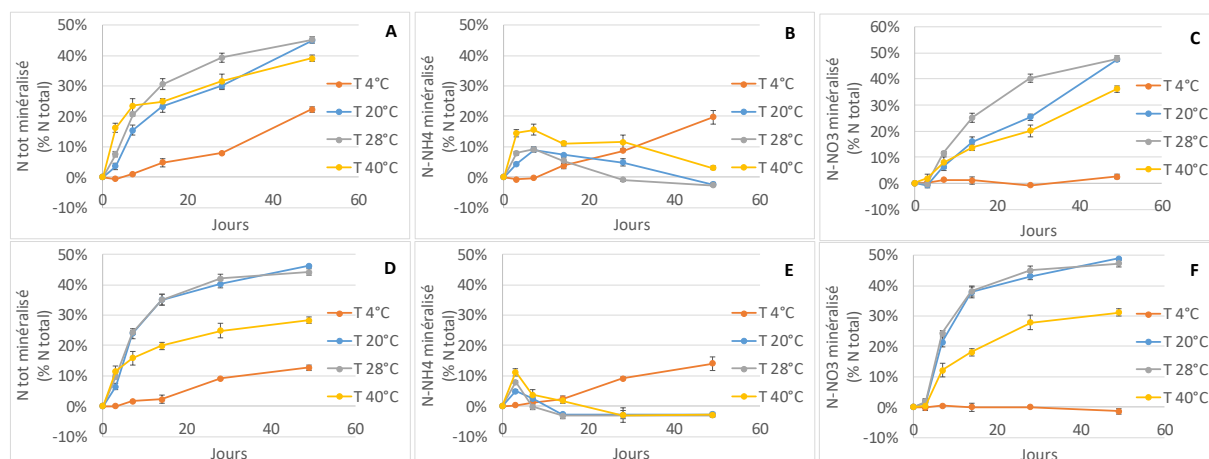 A
N tot minéralisé
(% N total)
50%
40%
30%
20%
10%
0%
-10%
0
20
40
60
Jours
T 4°C
T 20°C
T 28°C
T 40°C
B
N-NH4 minéralisé
(% N total)
50%
40%
30%
20%
10%
0%
-10%
0
20
40
60
Jours
T 4°C
T 20°C
T 28°C
T 40°C
C
N-NO3 minéralisé
(% N total)
60%
50%
40%
30%
20%
10%
0%
-10%
0
20
40
60
Jours
T 4°C
T 20°C
T 28°C
T 40°C
D
N tot minéralisé
(% N total)
50%
40%
30%
20%
10%
0%
-10%
0
20
40
60
Jours
T 4°C
T 20°C
T 28°C
T 40°C
E
N-NH4 minéralisé
(% N total)
50%
40%
30%
20%
10%
0%
-10%
0
20
40
60
Jours
T 4°C
T 20°C
T 28°C
T 40°C
F
N-NO3 minéralisé
(% N total)
50%
40%
30%
20%
10%
0%
-10%
0
20
40
60
Jours
T 4°C
T 20°C
T 28°C
T 40°C